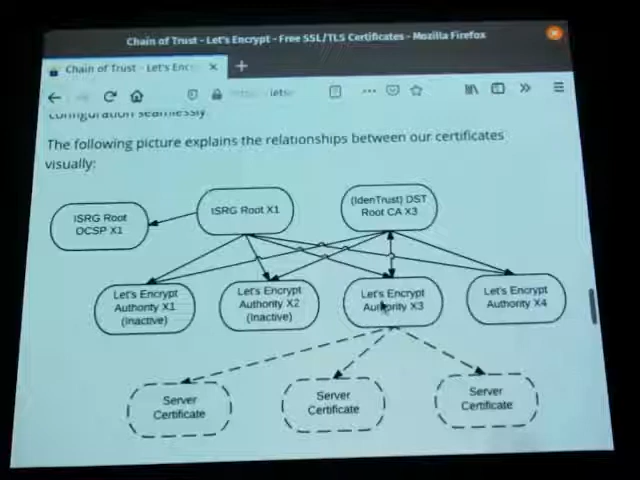 Chain of Trust - Let's Encrypt - Free SSL/TLS Certificates - Mozilla Firefox
Chain of Trust - Let's Enc
configuration seamlessly
The following picture explains the relationships between our certificates
visually:
ISRG Root
OCSP X1
ISRG Root X1
(IdenTrust) DST
Root CA X3
Let's Encrypt
Authority X1
(Inactive)
Let's Encrypt
Authority X2
(Inactive)
Let's Encrypt
Authority X3
Let's Encrypt
Authority X4
Server
Certificate
Server
Certificate
Server
Certificate